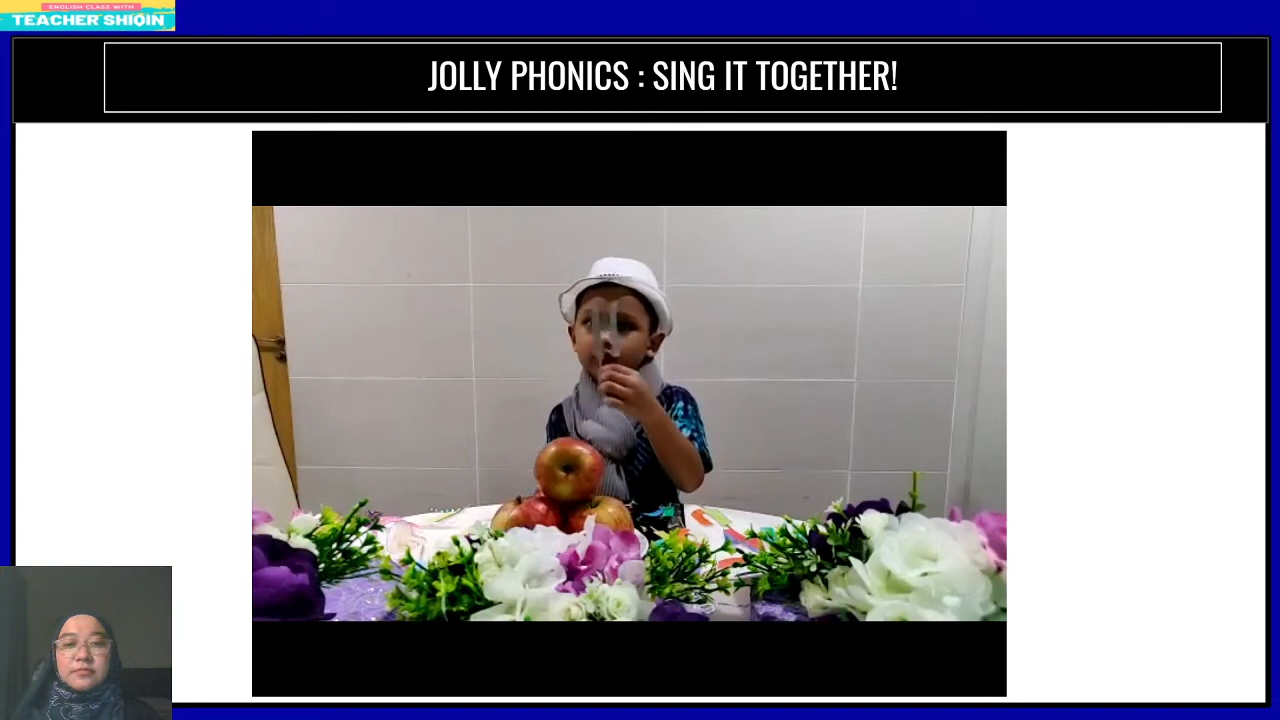 ENGLISH CLASS WITH
TEACHER SHIQIN
JOLLY PHONICS : SING IT TOGETHER!